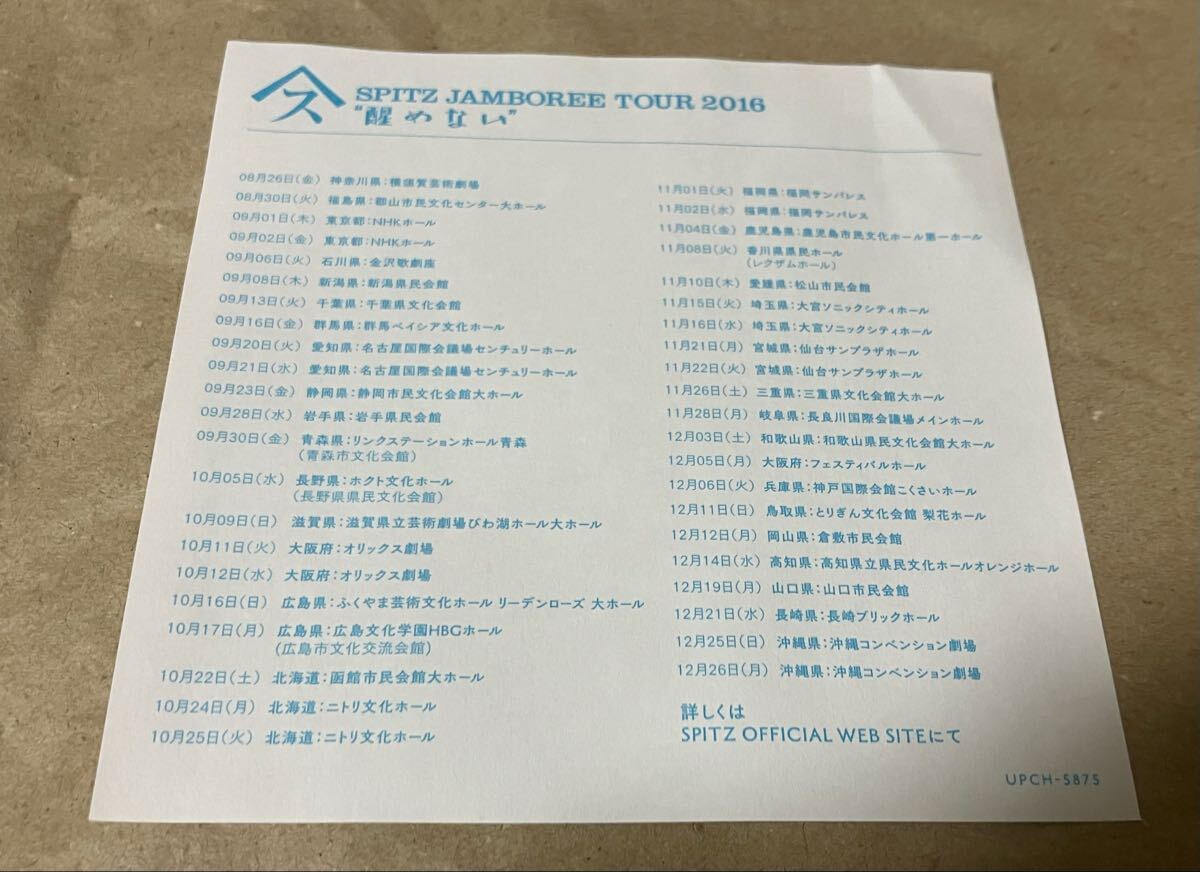 ス
SPITZ JAMBOREE TOUR 2016
"醒めない"
08月26日(金) 神奈川県:横須賀芸術劇場
08月30日(火) 福島県:郡山市民文化センター大ホール
09月01日(木) 東京都:NHKホール
09月02日(金) 東京都:NHKホール
09月06日(火) 石川県:金沢歌劇座
09月08日(木) 新潟県:新潟県民会館
09月13日(火) 千葉県:千葉県文化会館
09月16日(金) 群馬県:群馬ベイシア文化ホール
09月20日(火) 愛知県:名古屋国際会議場センチュリーホール
09月21日(水) 愛知県:名古屋国際会議場センチュリーホール
09月23日(金) 静岡県:静岡市民文化会館大ホール
09月28日(水) 岩手県:岩手県民会館
09月30日(金) 青森県:リンクステーションホール青森
(青森市文化会館)
10月05日(水) 長野県:ホクト文化ホール
(長野県県民文化会館)
10月09日(日) 滋賀県:滋賀県立芸術劇場びわ湖ホール大ホール
10月11日(火) 大阪府:オリックス劇場
10月12日(水) 大阪府:オリックス劇場
10月16日(日) 広島県:ふくやま芸術文化ホール リーデンローズ 大ホール
10月17日(月) 広島県:広島文化学園HBGホール
(広島市文化交流会館)
10月22日(土) 北海道:函館市民会館大ホール
10月24日(月) 北海道:ニトリ文化ホール
10月25日(火) 北海道:ニトリ文化ホール
11月01日(火) 福岡県:福岡サンパレス
11月02日(水) 福岡県:福岡サンパレス
11月04日(金) 鹿児島県:鹿児島市民文化ホール第一ホール
11月08日(火) 香川県県民ホール
(レクザムホール)
11月10日(木) 愛媛県:松山市民会館
11月15日(火) 埼玉県:大宮ソニックシティホール
11月16日(水) 埼玉県:大宮ソニックシティホール
11月21日(月) 宮城県:仙台サンプラザホール
11月22日(火) 宮城県:仙台サンプラザホール
11月26日(土) 三重県:三重県文化会館大ホール
11月28日(月) 岐阜県:長良川国際会議場メインホール
12月03日(土) 和歌山県:和歌山県民文化会館大ホール
12月05日(月) 大阪府:フェスティバルホール
12月06日(火) 兵庫県:神戸国際会館こくさいホール
12月11日(日) 鳥取県:とりぎん文化会館 梨花ホール
12月12日(月) 岡山県:倉敷市民会館
12月14日(水) 高知県:高知県立県民文化ホールオレンジホール
12月19日(月) 山口県:山口市民会館
12月21日(水) 長崎県:長崎ブリックホール
12月25日(日) 沖縄県:沖縄コンベンション劇場
12月26日(月) 沖縄県:沖縄コンベンション劇場
詳しくは
SPITZ OFFICIAL WEB SITEにて
UPCH-5875